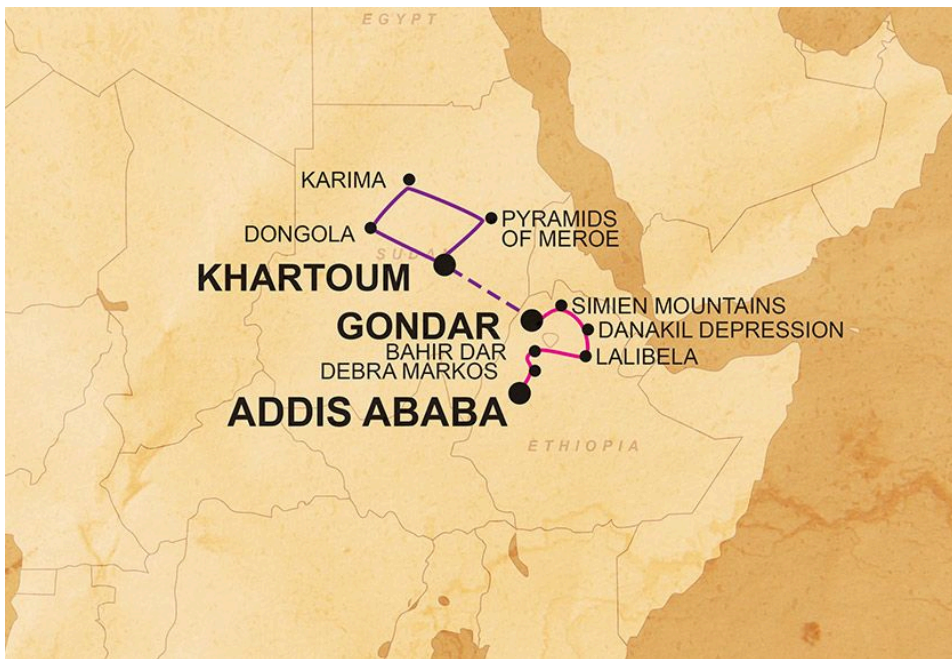 EGYPT
KARIMA
PYRAMIDS
OF MEROE
DONGOLA
SUDAN
KHARTOUM
SIMIEN MOUNTAINS
GONDAR
DANAKIL DEPRESSION
BAHIR DAR
LALIBELA
DEBRA MARKOS
ADDIS ABABA
ETHIOPIA